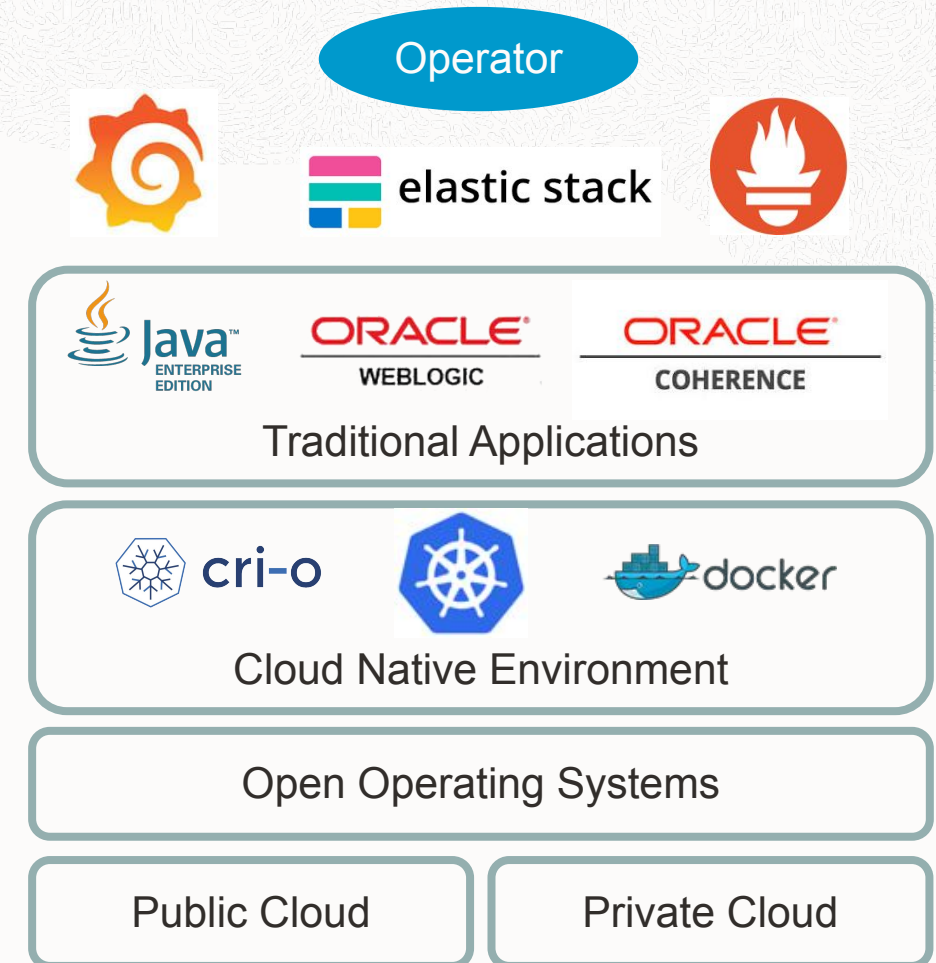 Operator
elastic stack
Java™
ENTERPRISE
EDITION
ORACLE®
WEBLOGIC
ORACLE®
COHERENCE
Traditional Applications
cri-o
docker
Cloud Native Environment
Open Operating Systems
Public Cloud
Private Cloud